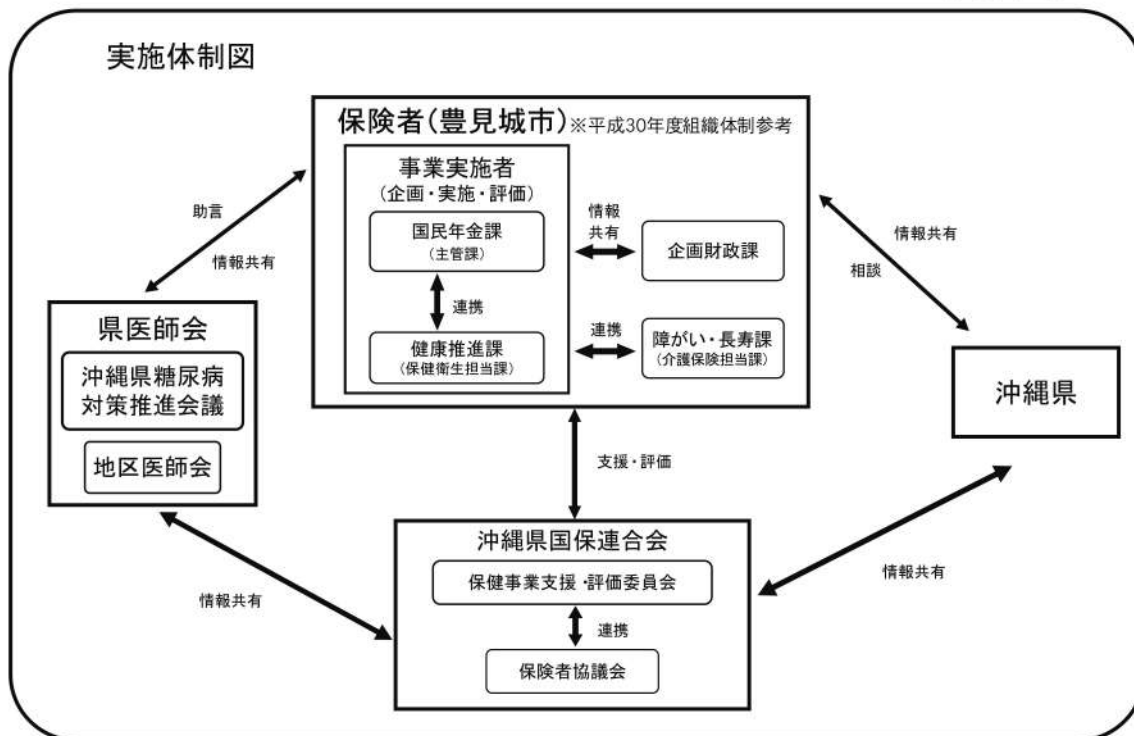 実施体制図
保険者(豊見城市)※平成30年度組織体制参考
事業実施者
(企画・実施・評価)
国民年金課
(主管課)
連携
健康推進課
(保健衛生担当課)
情報
共有
企画財政課
連携
障がい・長寿課
(介護保険担当課)
助言
情報共有
情報共有
相談
県医師会
沖縄県糖尿病
対策推進会議
地区医師会
沖縄県
支援・評価
沖縄県国保連合会
保健事業支援・評価委員会
連携
保険者協議会
情報共有
情報共有